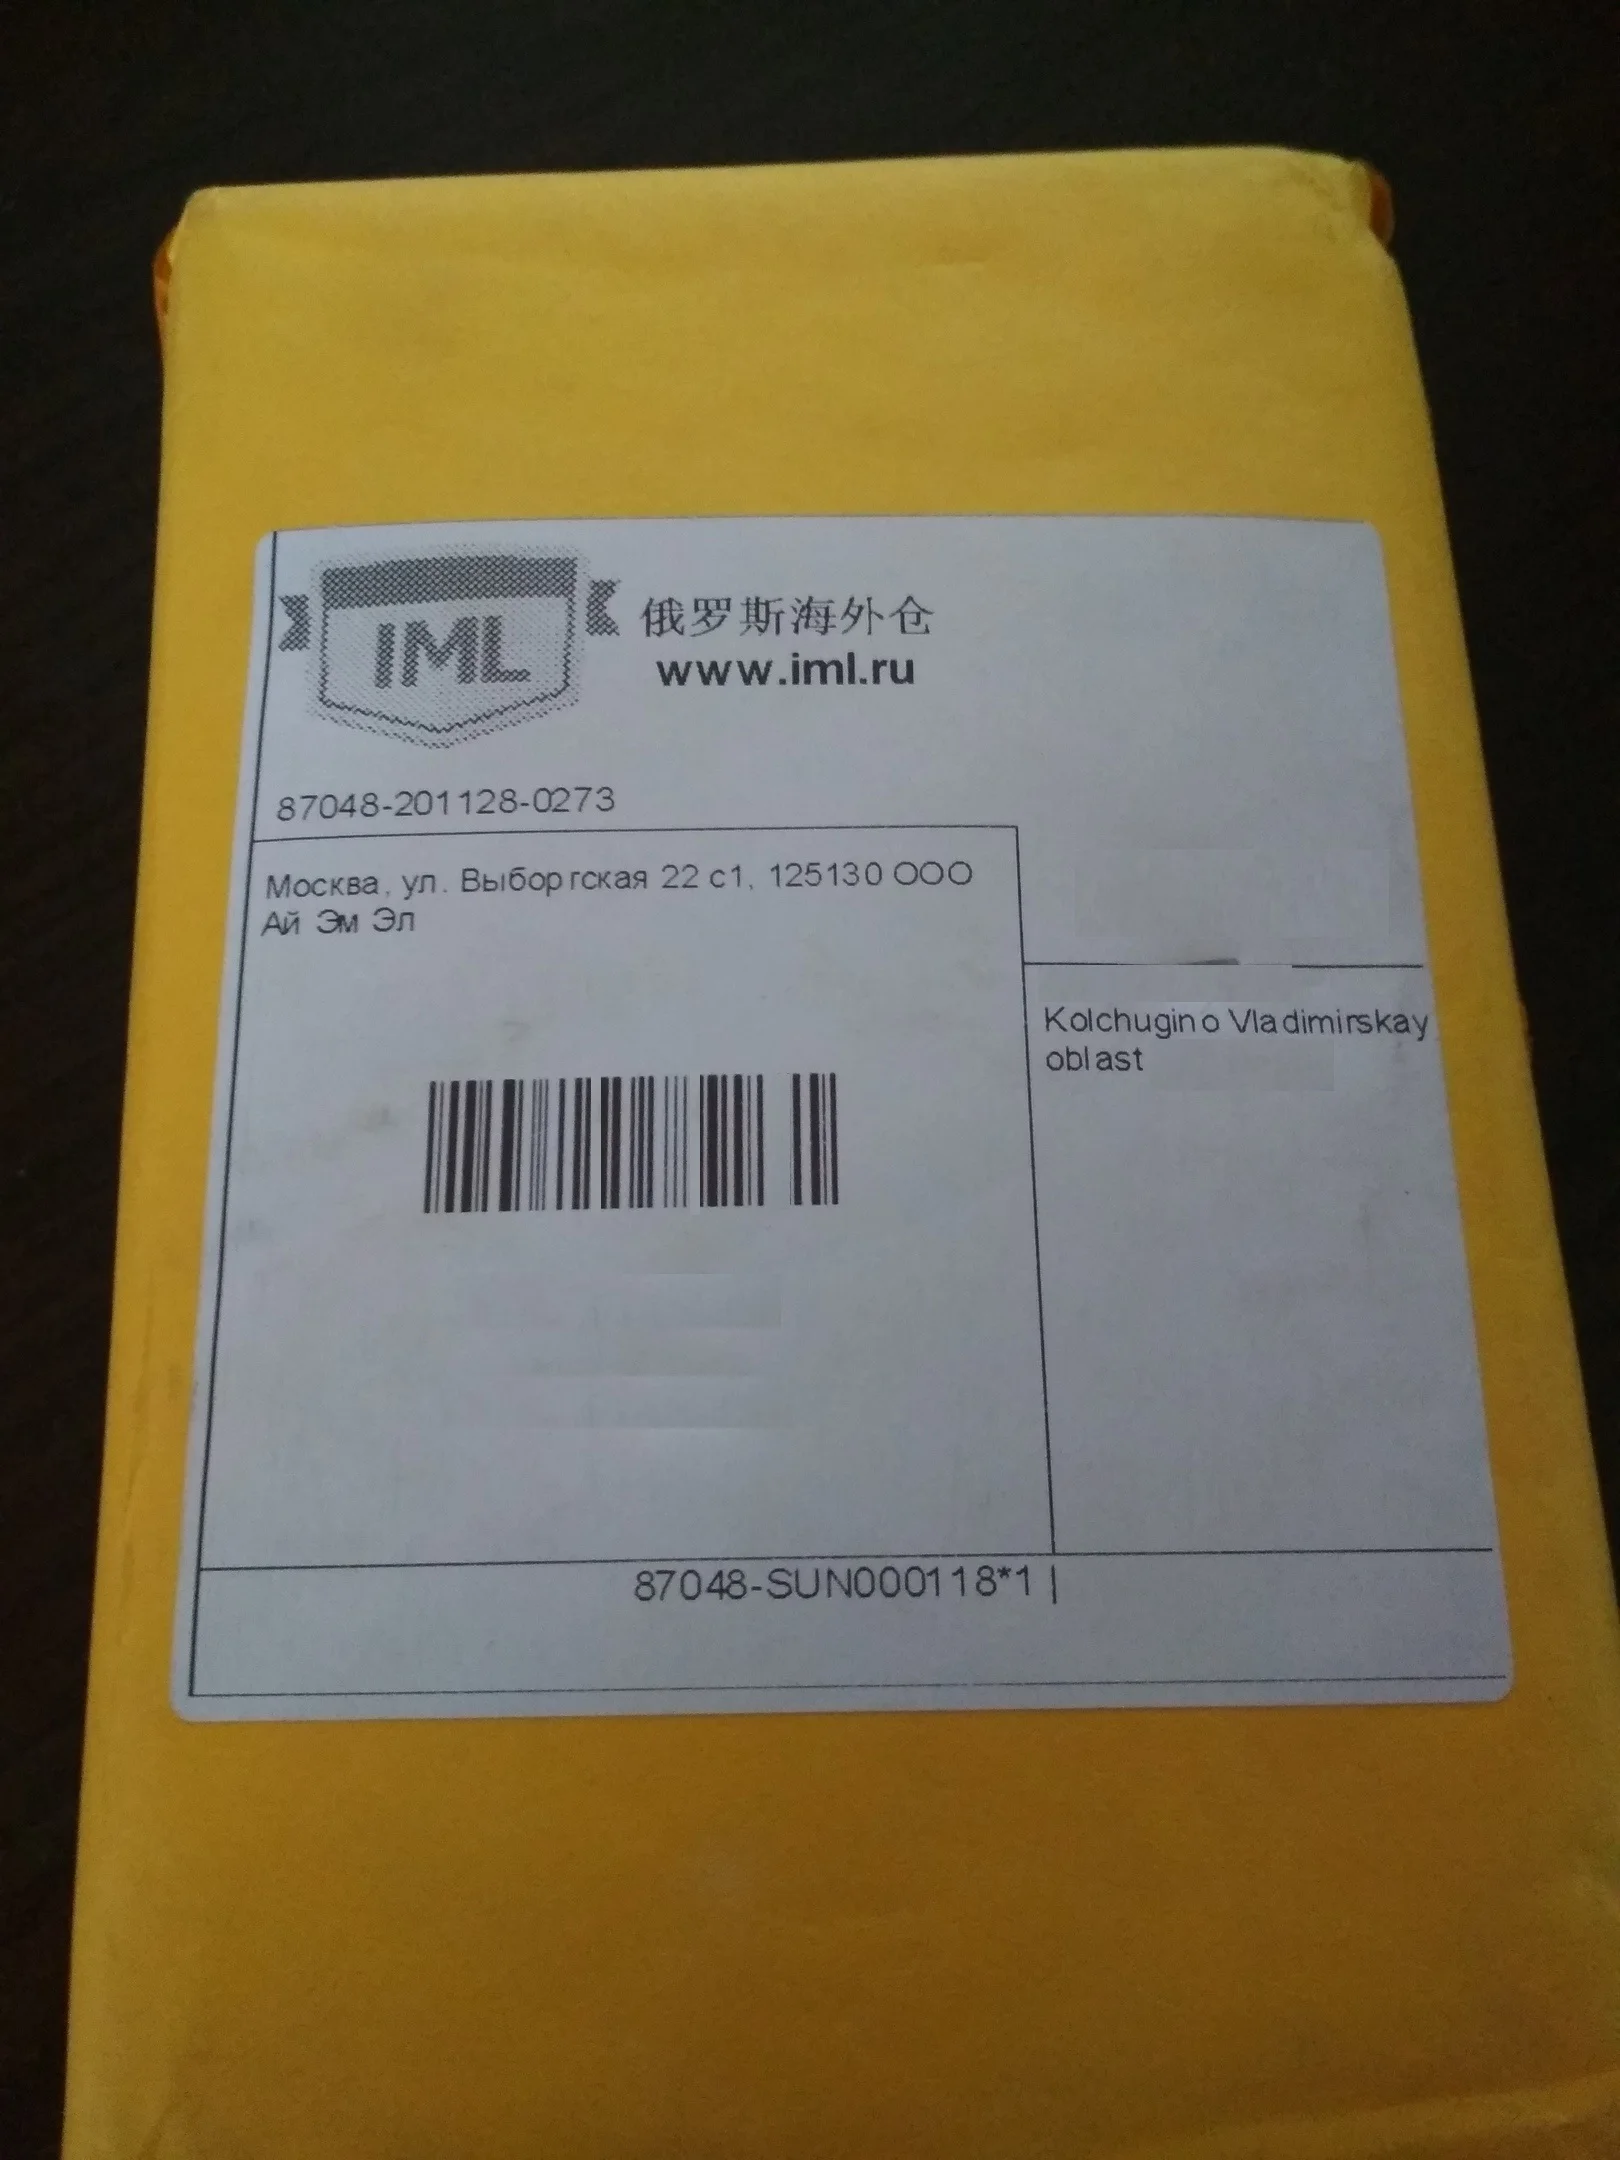 IML
俄罗斯海外仓
www.iml.ru
87048-201128-0273
Москва, ул. Выборгская 22 с1, 125130 ООО
Ай Эм Эл
Kolchugino Vladimirskay
oblast
87048-SUN000118*1 |